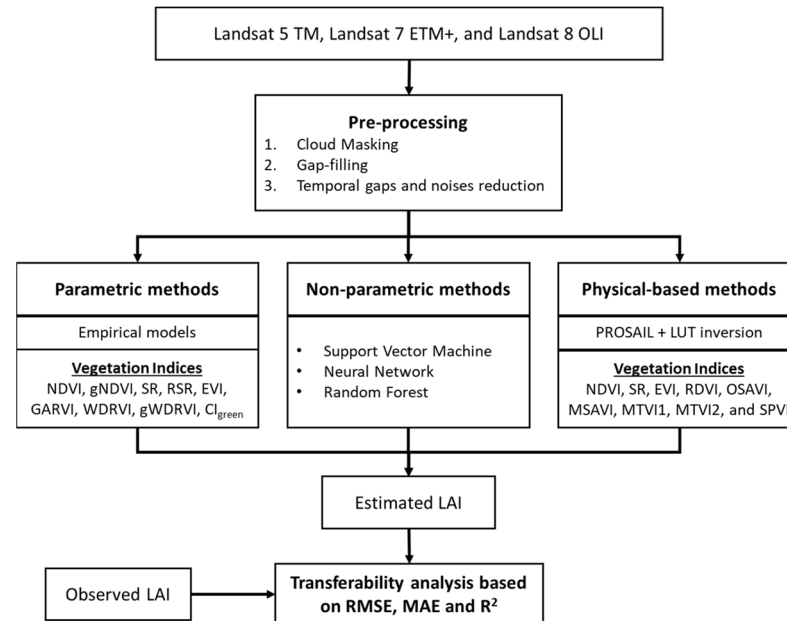 Landsat 5 TM, Landsat 7 ETM+, and Landsat 8 OLI
Pre-processing
1. Cloud Masking
2. Gap-filling
3. Temporal gaps and noises reduction
Parametric methods
Empirical models
Vegetation Indices
NDVI, gNDVI, SR, RSR, EVI,
GARVI, WDRVI, gWDRVI, CIgreen
Non-parametric methods
• Support Vector Machine
• Neural Network
• Random Forest
Physical-based methods
PROSAIL + LUT inversion
Vegetation Indices
NDVI, SR, EVI, RDVI, OSAVI,
MSAVI, MTVI1, MTVI2, and SPVI
Estimated LAI
Observed LAI
Transferability analysis based
on RMSE, MAE and R²